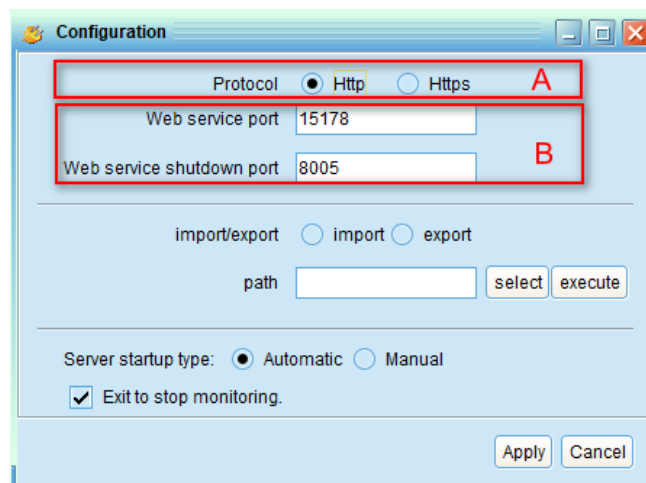 Configuration
Protocol Http Https A
Web service port 15178
Web service shutdown port 8005 B
import/export import export
path select execute
Server startup type: Automatic Manual
Exit to stop monitoring.
Apply Cancel